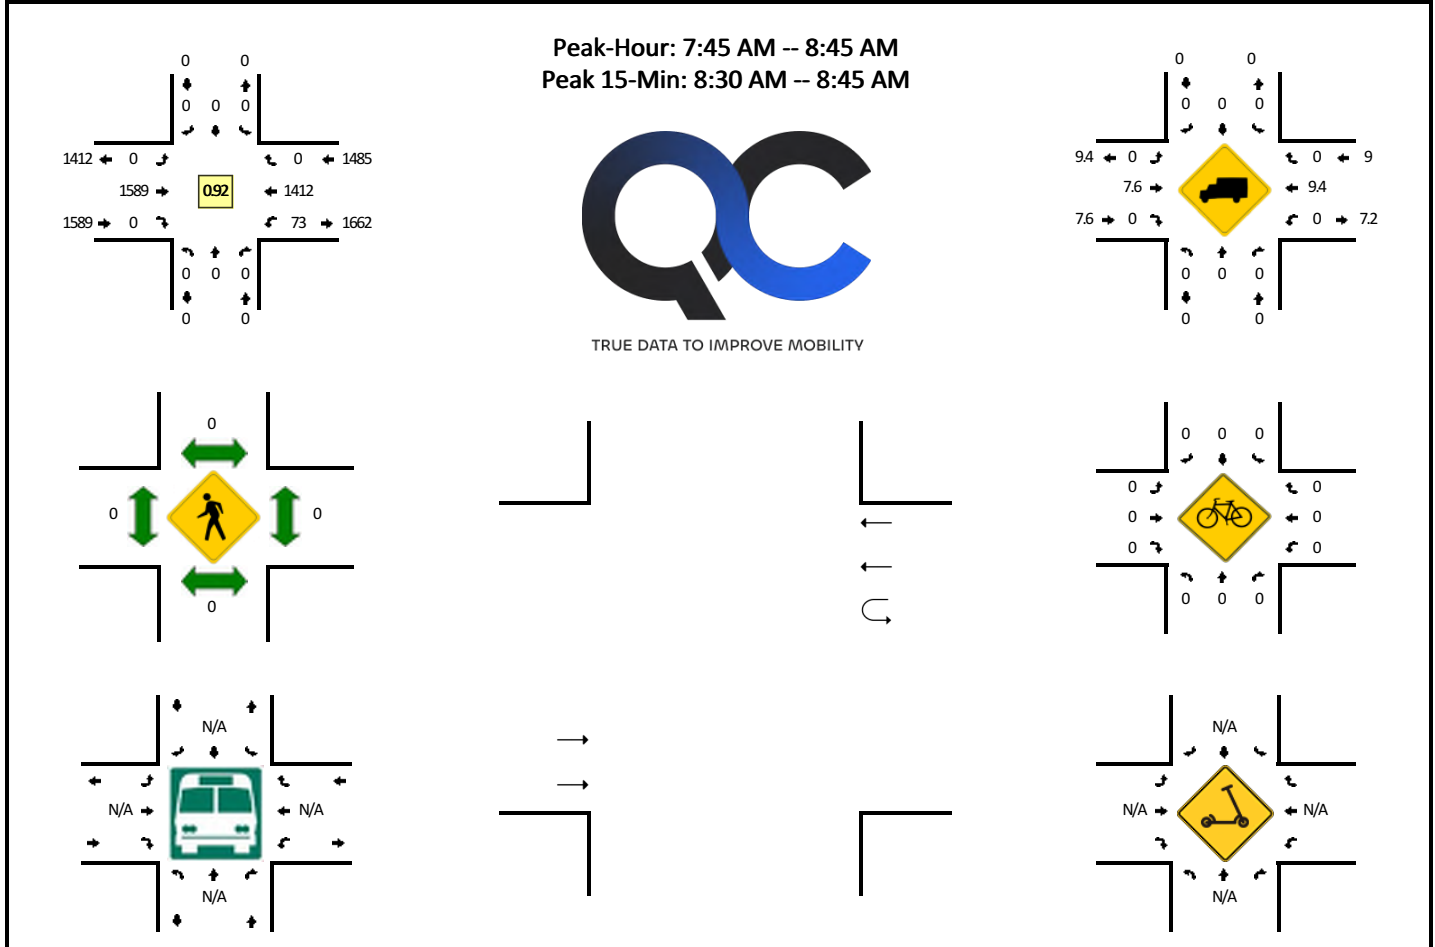 Peak-Hour: 7:45 AM -- 8:45 AM
Peak 15-Min: 8:30 AM -- 8:45 AM
0 0
0 0 0
1412 0 0 1485
1589 0.92 1412
1589 0 73 1662
0 0 0
0 0
QC
TRUE DATA TO IMPROVE MOBILITY
0 0
0 0 0
9.4 0 0 9
7.6 9.4
7.6 0 0 7.2
0 0 0
0 0
0
0 0
0
0 0 0
0 0
0 0
0 0
0 0 0
N/A
N/A N/A
N/A
N/A
N/A N/A
N/A